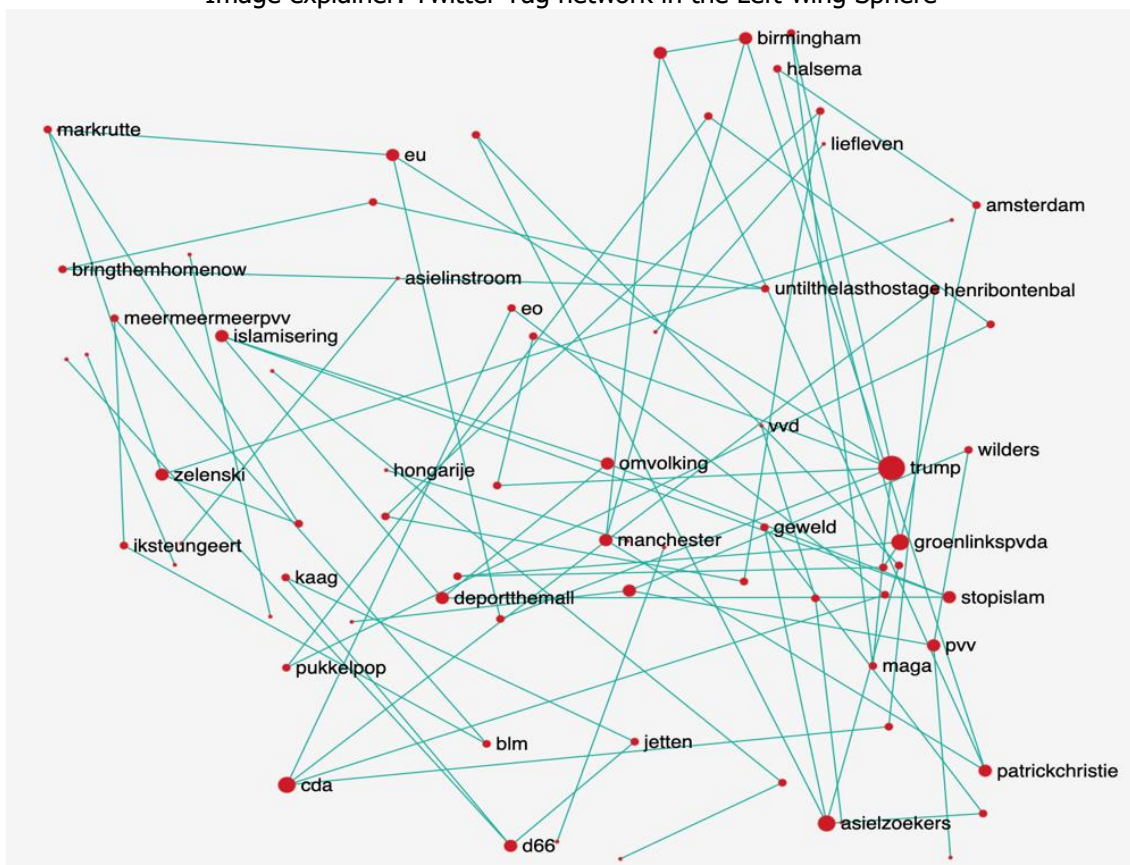 Image explainer: Twitter Tag network in the Left-wing Sphere
birmingham
halsema
markrutte
liefleven
eu
amsterdam
bringthemhomenow
asielinstroom
untilthelasthostage
henribontenbal
eo
meermeermeerpvv
islamisering
vvd
wilders
omvolking
trump
hongarije
zelenski
geweld
manchester
groenlinkspvda
iksteungeert
kaag
deportthemall
stopislam
pvv
pukkelpop
maga
blm
jetten
patrickchristie
cda
asielzoekers
d66